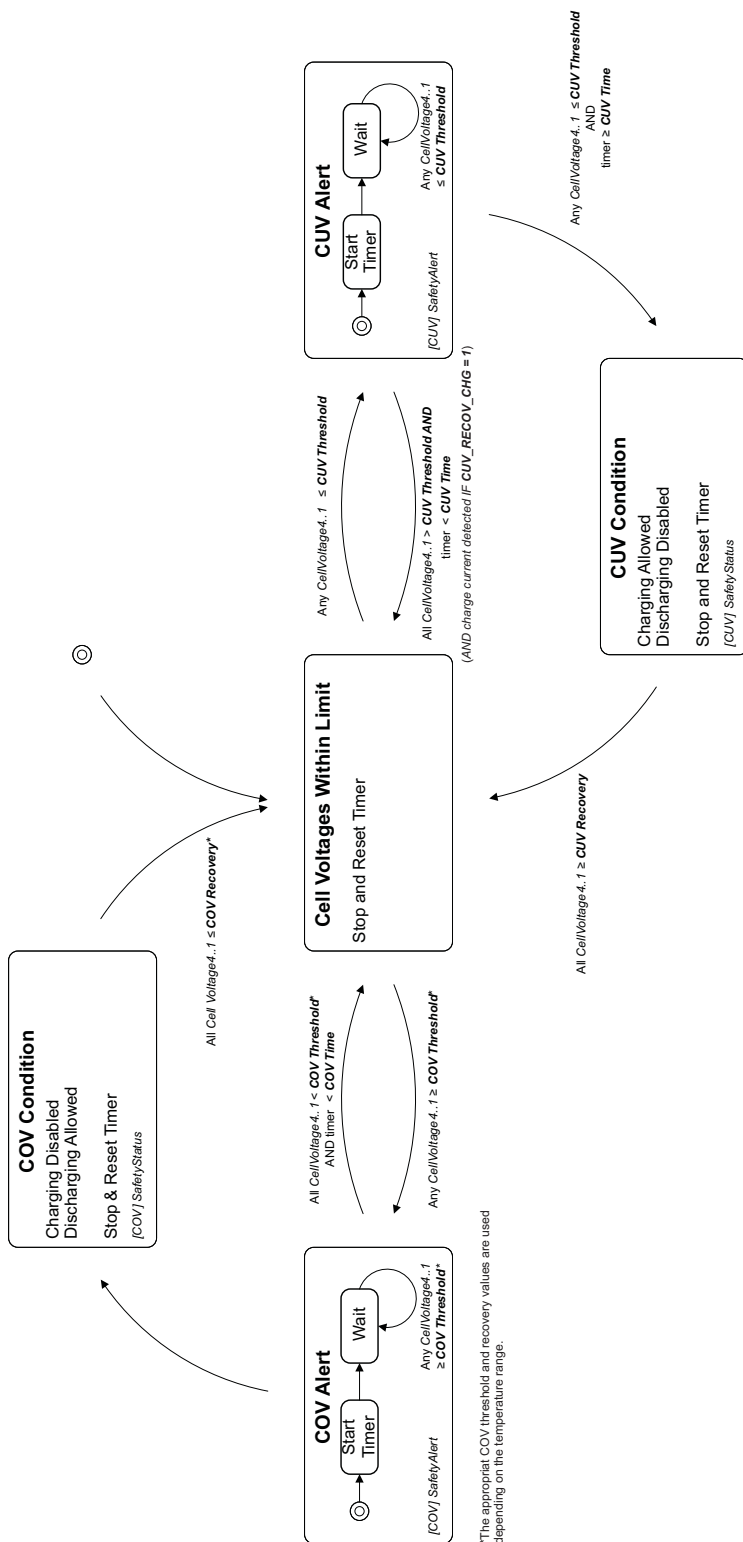 COV Condition
Charging Disabled
Discharging Allowed
Stop & Reset Timer
[COV] SafetyStatus
All Cell Voltage4..1 ≤ COV Recovery*
COV Alert
Start
Timer
Wait
Any CellVoltage4..1
≥ COV Threshold*
[COV] SafetyAlert
All CellVoltage4..1 < COV Threshold*
AND timer < COV Time
Any CellVoltage4..1 ≥ COV Threshold*
Cell Voltages Within Limit
Stop and Reset Timer
Any CellVoltage4..1 ≤ CUV Threshold
All CellVoltage4..1 > CUV Threshold AND
timer < CUV Time
(AND charge current detected IF CUV_RECOV_CHG = 1)
CUV Alert
Start
Timer
Wait
Any CellVoltage4..1
≤ CUV Threshold
[CUV] SafetyAlert
Any CellVoltage4..1 ≤ CUV Threshold
AND
timer ≥ CUV Time
All CellVoltage4..1 ≥ CUV Recovery
CUV Condition
Charging Allowed
Discharging Disabled
Stop and Reset Timer
[CUV] SafetyStatus
*The appropriat COV threshold and recovery values are used
depending on the temperature range.